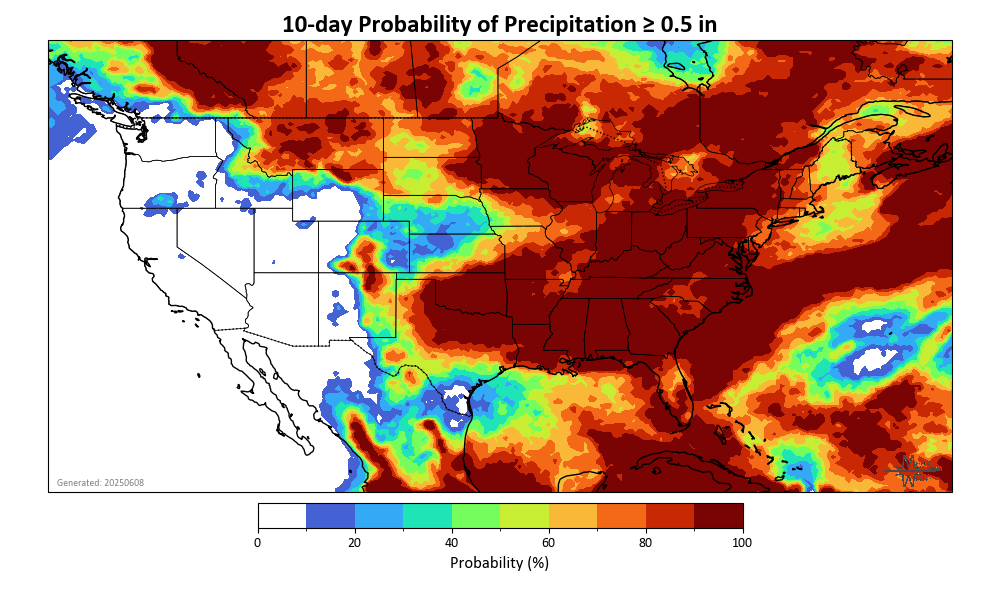 10-day Probability of Precipitation ≥ 0.5 in
Generated: 20250608
0 20 40 60 80 100
Probability (%)